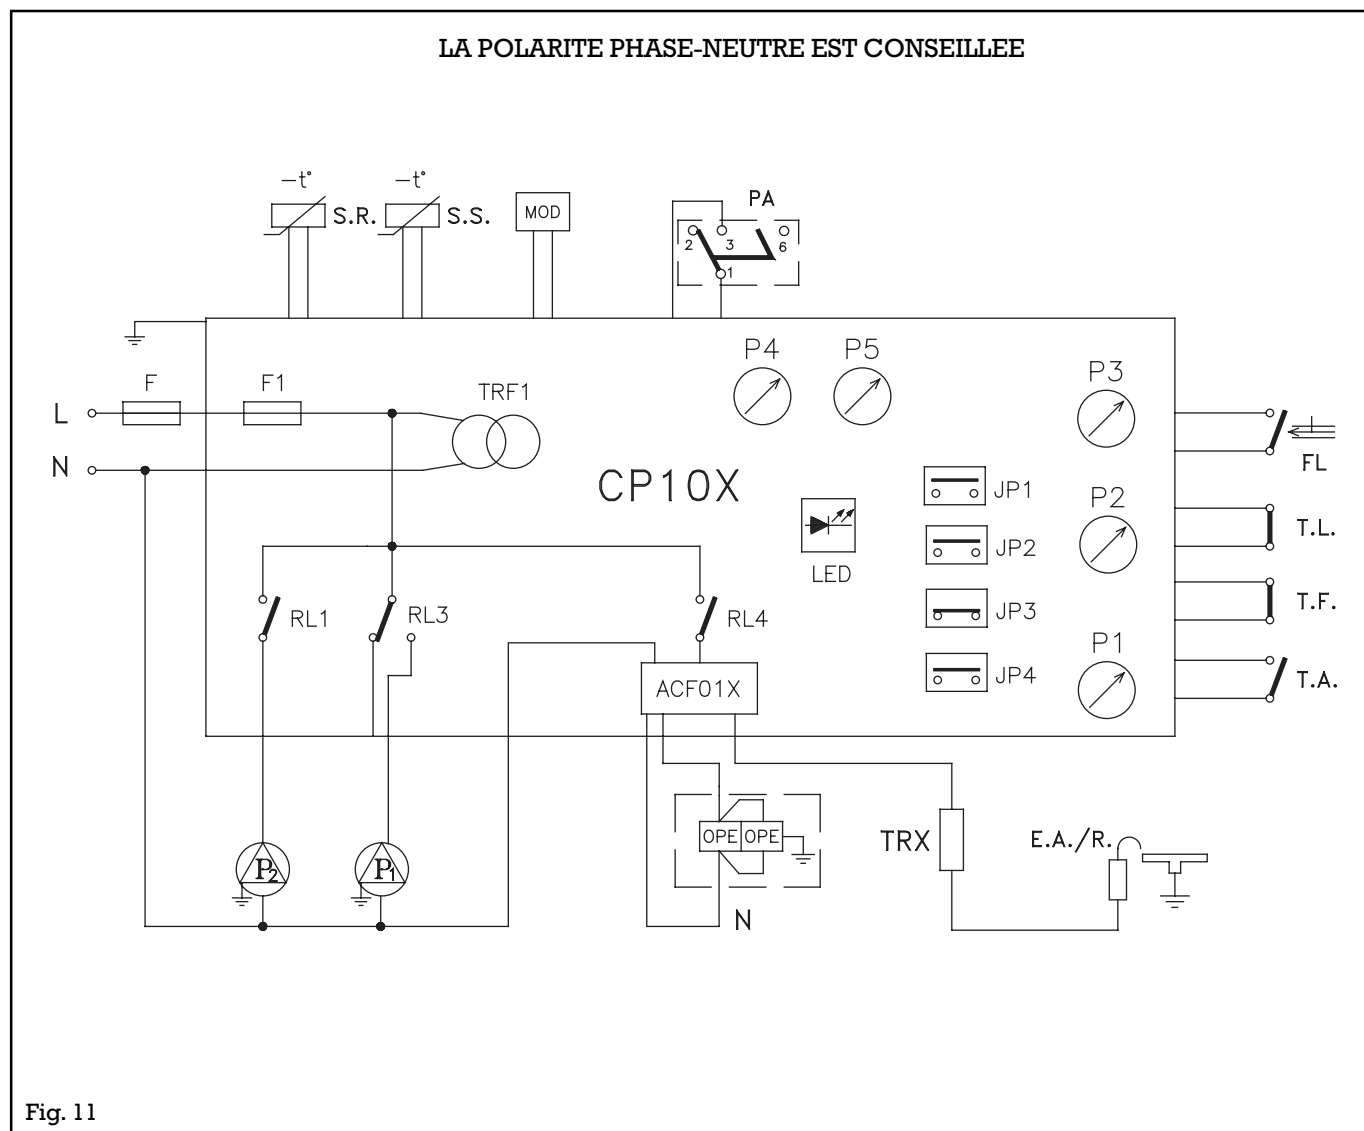 LA POLARITE PHASE-NEUTRE EST CONSEILLEE
-t° -t°
S.R. S.S. MOD PA
2 3 6
1
P4 P5
F F1 TRF1 P3
L
N
CP10X
FL
JP1 P2
T.L.
JP2
LED
T.F.
RL1 RL3 RL4 JP3
P1
ACF01X JP4 T.A.
OPE OPE TRX E.A./R.
P2 P1
N
Fig. 11